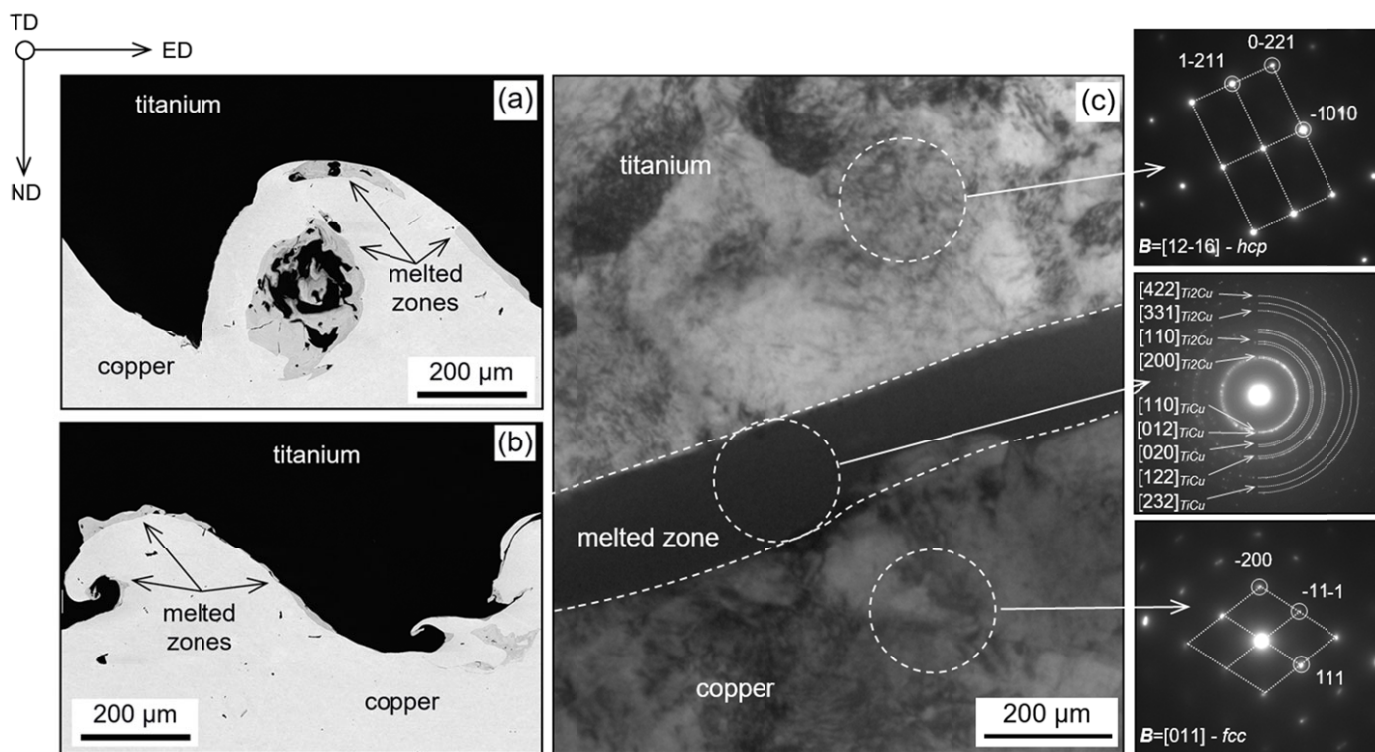 TD
ED
ND
titanium
(a)
melted
zones
copper
200 µm
titanium
(b)
melted
zones
copper
200 µm
(c)
titanium
melted zone
copper
200 µm
0-221
1-211
-1010
B=[12-16] - hcp
[422]Ti2Cu
[331]Ti2Cu
[110]Ti2Cu
[200]Ti2Cu
[110]TiCu
[012]TiCu
[020]TiCu
[122]TiCu
[232]TiCu
-200
-11-1
111
B=[011] - fcc